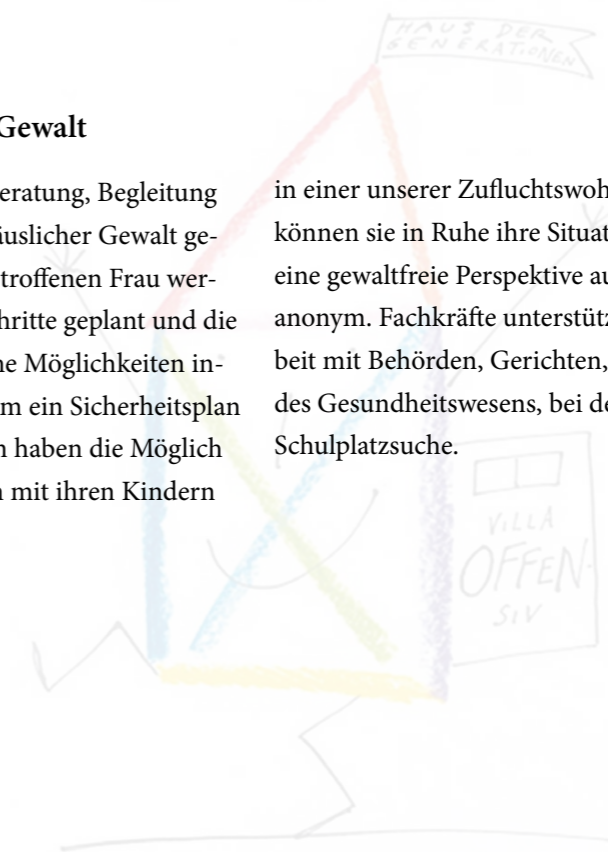 HAUS DER
GENERATIONEN
Gewalt
eratung, Begleitung
äuslicher Gewalt ge-
troffenen Frau wer-
hritte geplant und die
ne Möglichkeiten in-
m ein Sicherheitsplan
n haben die Möglich
n mit ihren Kindern
in einer unserer Zufluchtswoh
können sie in Ruhe ihre Situat
eine gewaltfreie Perspektive au
anonym. Fachkräfte unterstütz
beit mit Behörden, Gerichten,
des Gesundheitswesens, bei de
Schulplatzsuche.
VILLA
OFFEN-
SIV